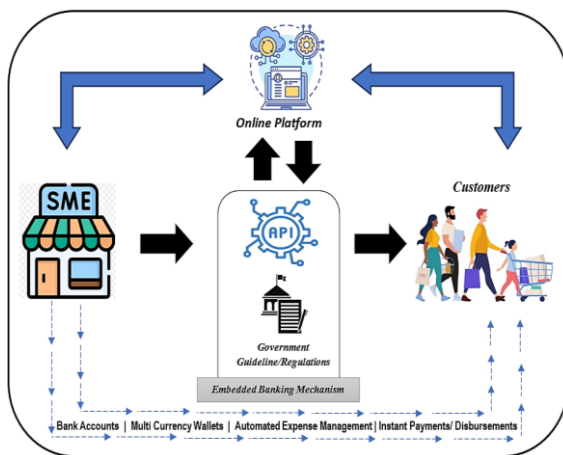 Online Platform
SME
Customers
API
Government
Guideline/Regulations
Embedded Banking Mechanism
Bank Accounts | Multi Currency Wallets | Automated Expense Management | Instant Payments/ Disbursements